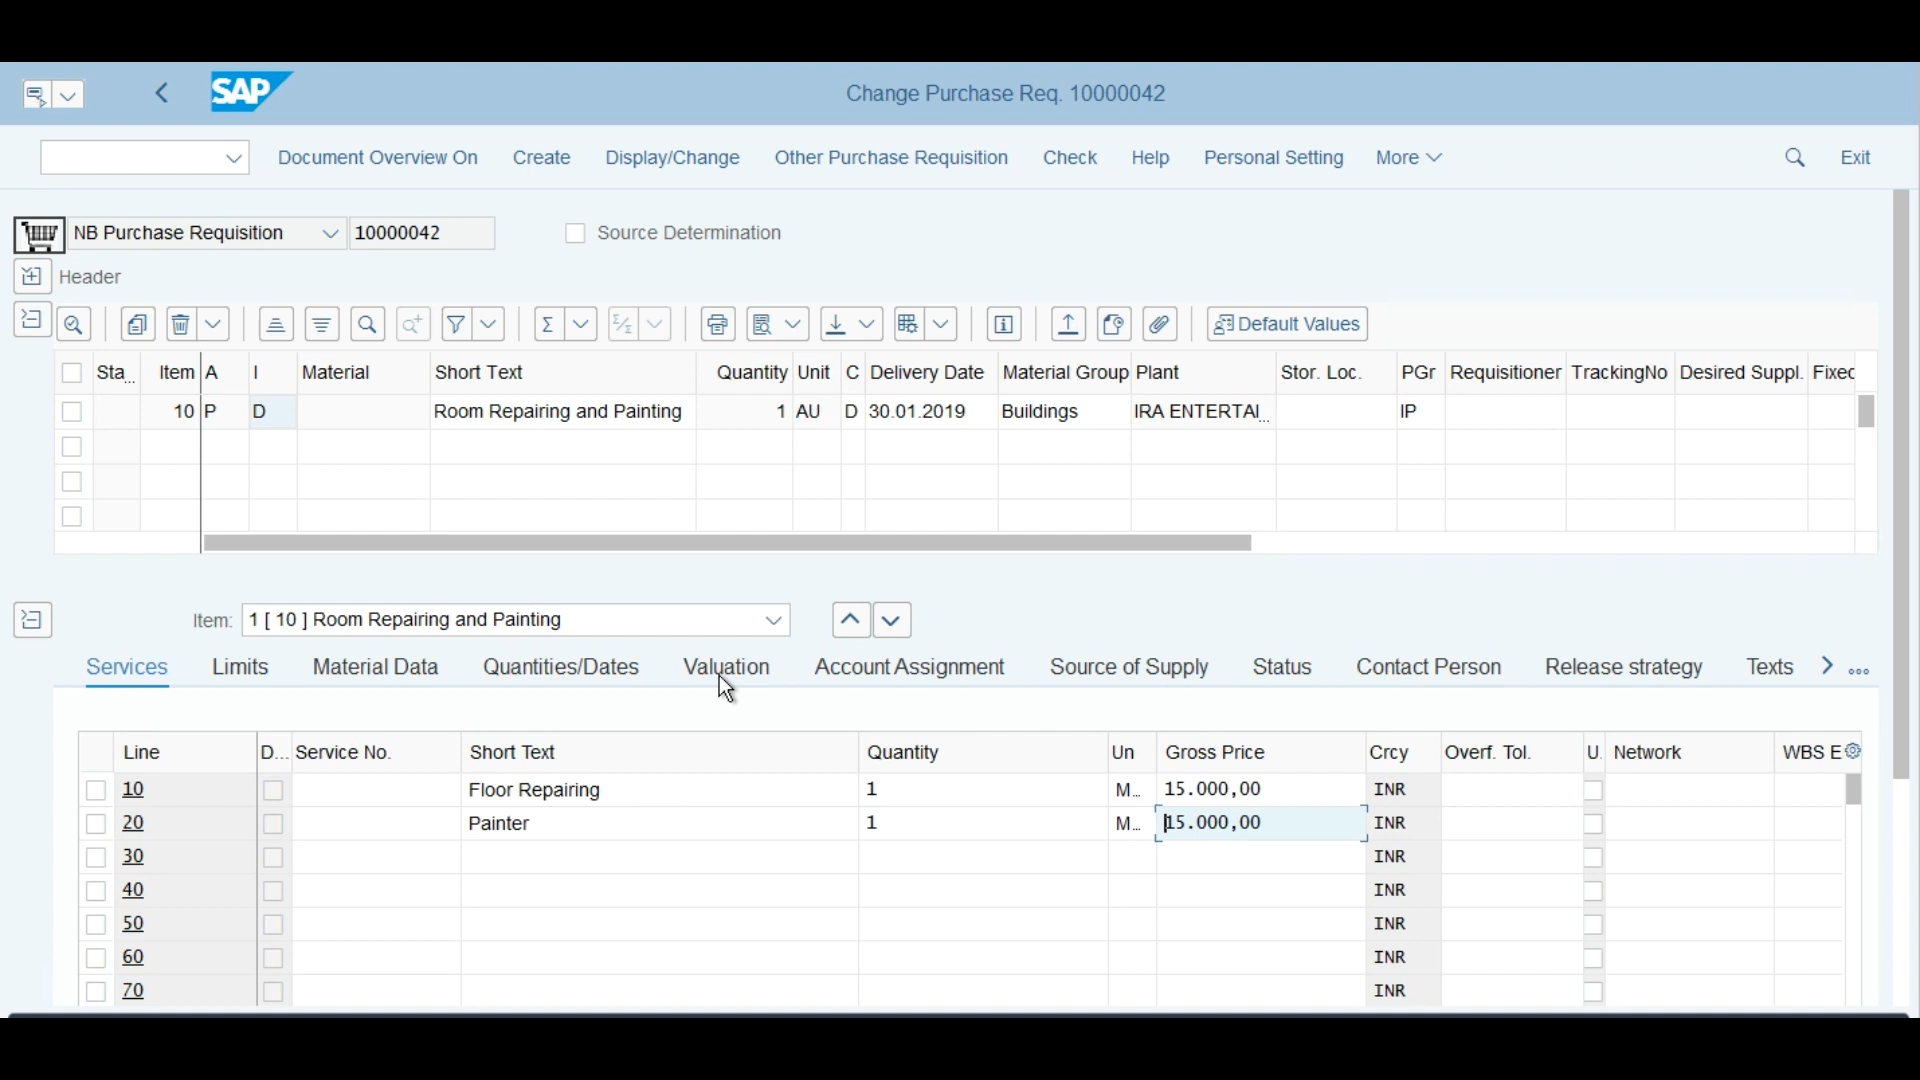 SAP
Change Purchase Req. 10000042
Document Overview On Create Display/Change Other Purchase Requisition Check Help Personal Setting More Exit
NB Purchase Requisition 10000042 Source Determination
Header
Default Values
Sta... Item A I Material Short Text Quantity Unit C Delivery Date Material Group Plant Stor. Loc. PGr Requisitioner TrackingNo Desired Suppl. Fixed
10 P D Room Repairing and Painting 1 AU D 30.01.2019 Buildings IRA ENTERTAI... IP
Item: 1 [ 10 ] Room Repairing and Painting
Services Limits Material Data Quantities/Dates Valuation Account Assignment Source of Supply Status Contact Person Release strategy Texts
Line D... Service No. Short Text Quantity Un Gross Price Crcy Overf. Tol. U. Network WBS E
10 Floor Repairing 1 M... 15.000,00 INR
20 Painter 1 M... 15.000,00 INR
30 INR
40 INR
50 INR
60 INR
70 INR